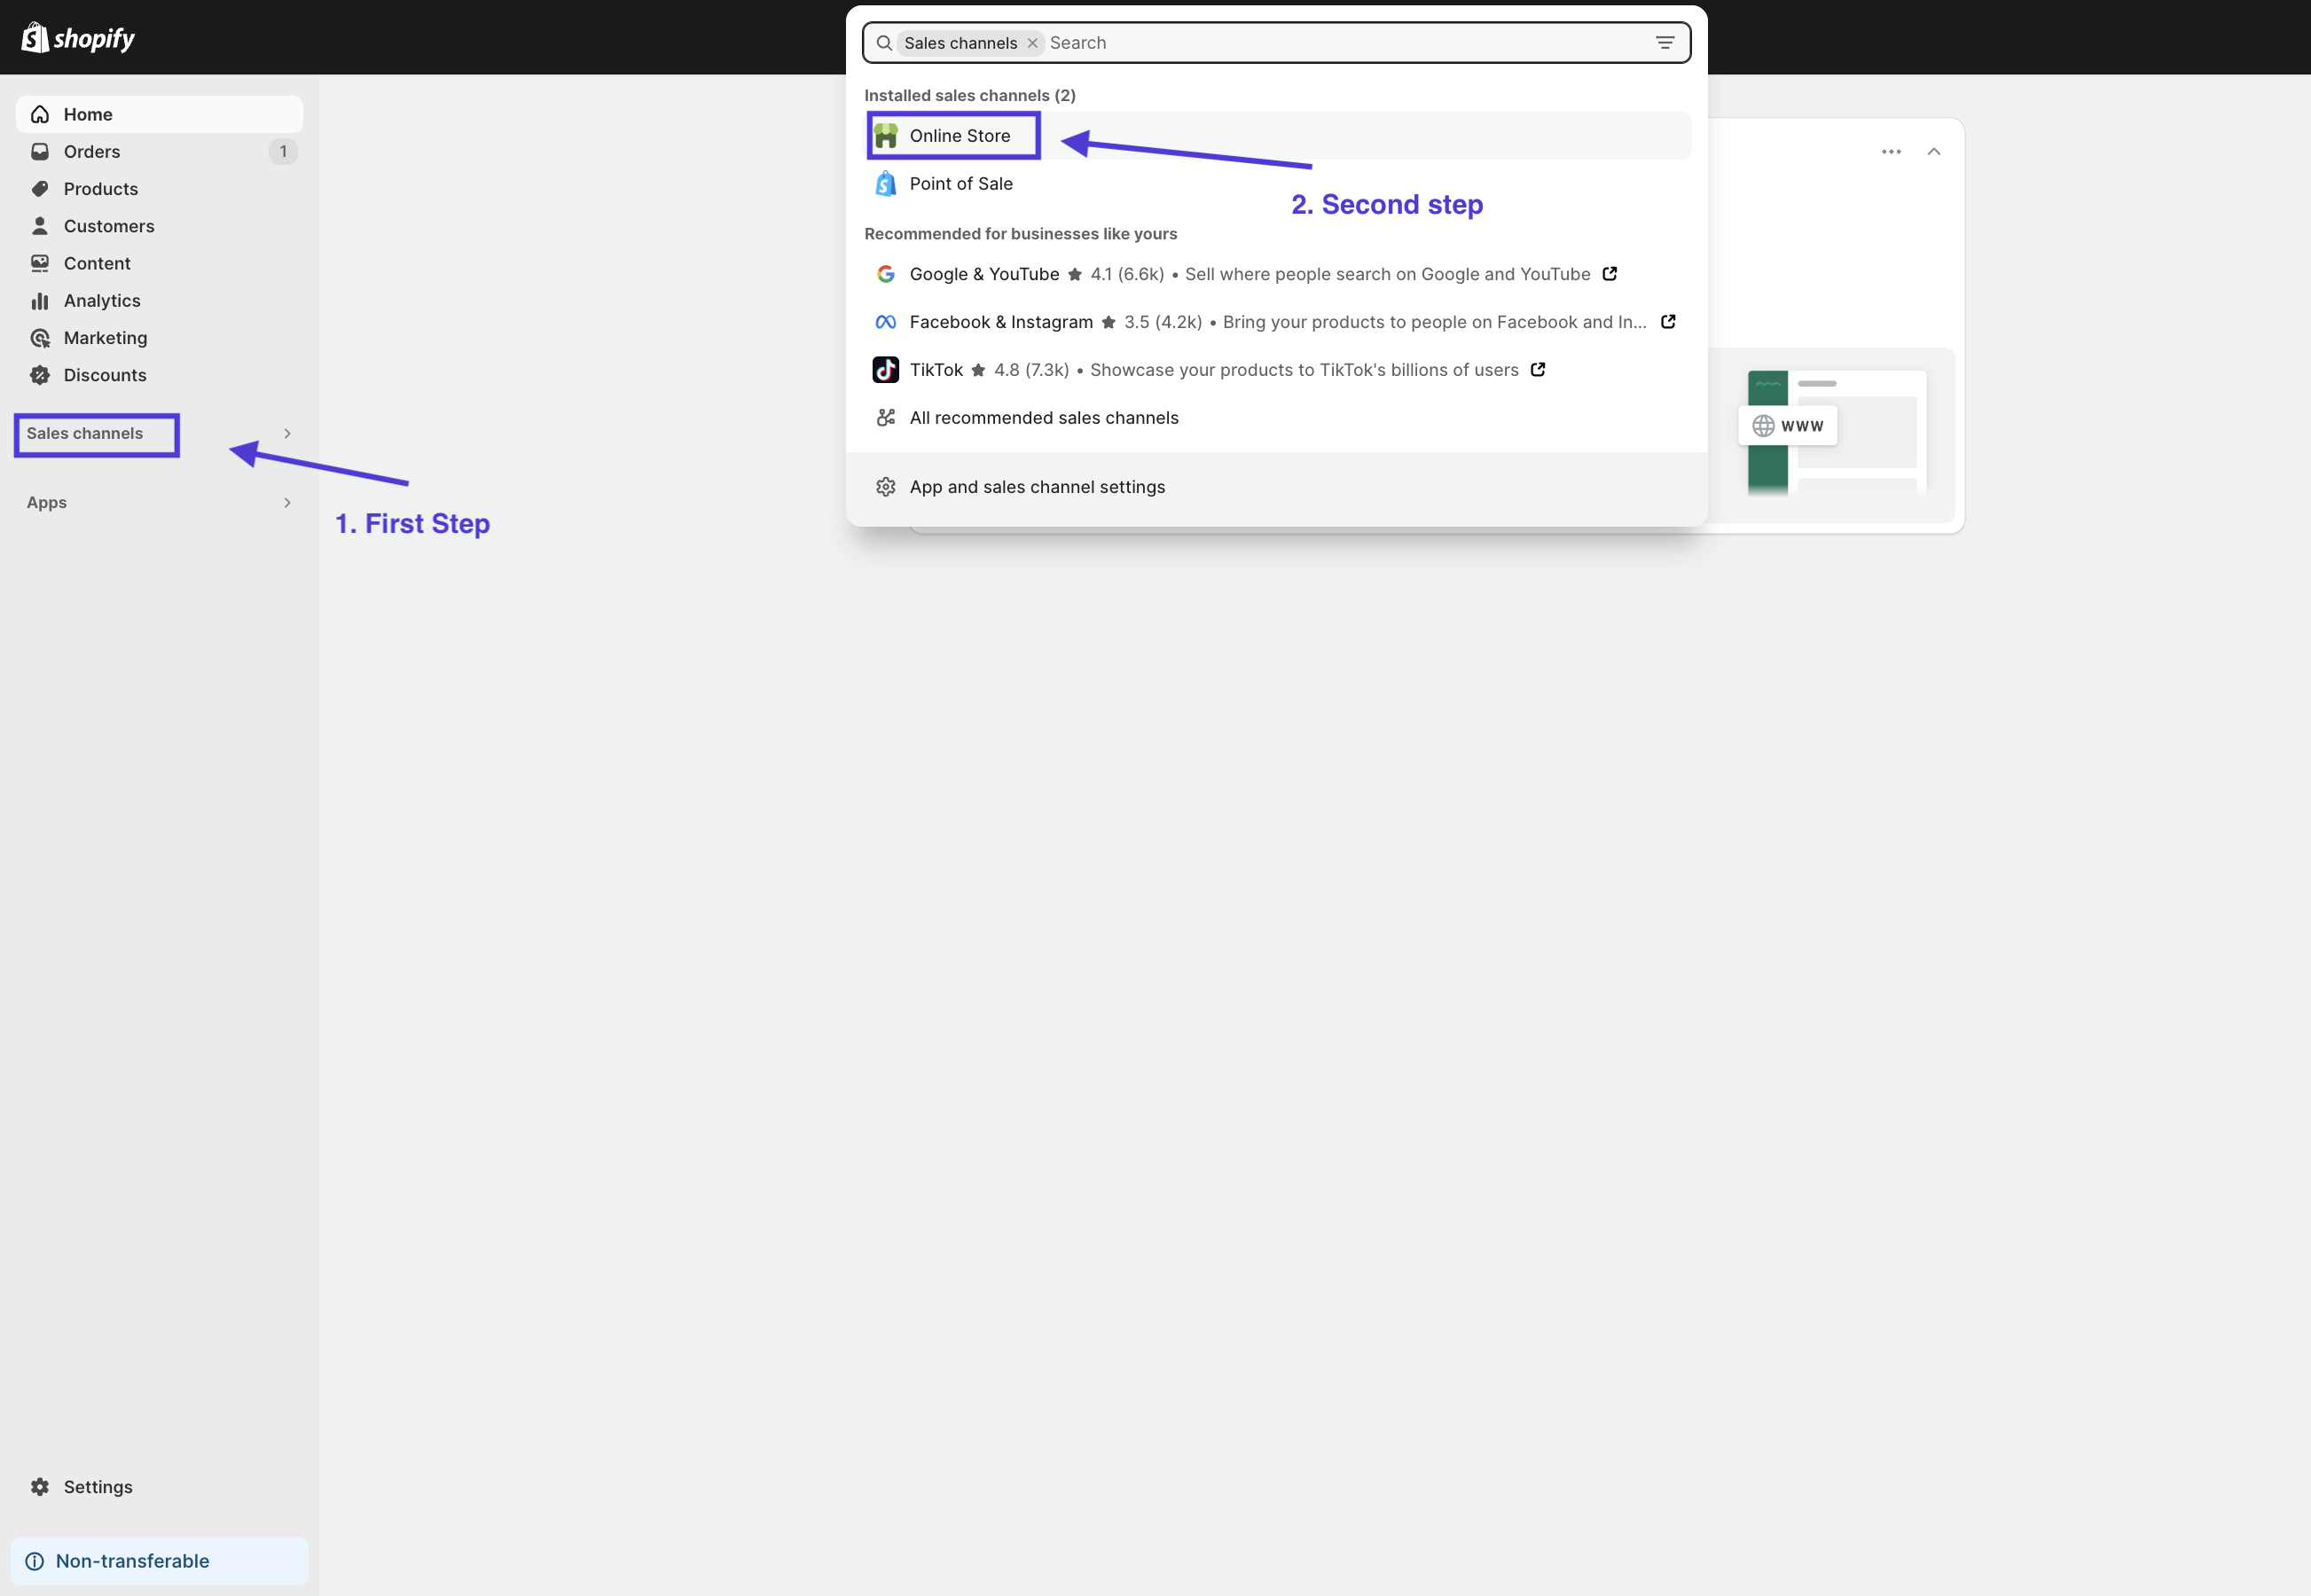 shopify
Sales channels Search
Home
Orders 1
Products
Customers
Content
Analytics
Marketing
Discounts
Sales channels
Apps
1. First Step
Installed sales channels (2)
Online Store
Point of Sale
2. Second step
Recommended for businesses like yours
Google & YouTube 4.1 (6.6k) • Sell where people search on Google and YouTube
Facebook & Instagram 3.5 (4.2k) • Bring your products to people on Facebook and In...
TikTok 4.8 (7.3k) • Showcase your products to TikTok's billions of users
All recommended sales channels
App and sales channel settings
www
Settings
Non-transferable